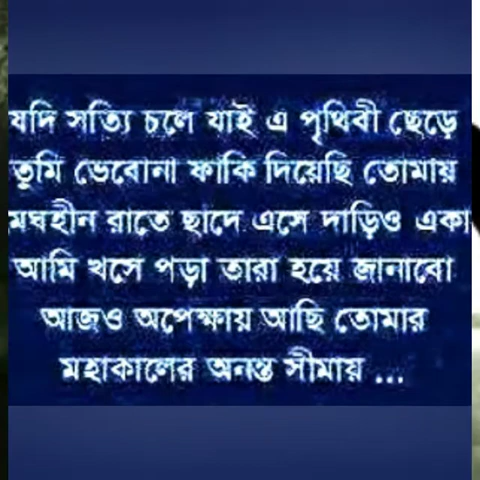 যদি সত্যি চলে যাই এ পৃথিবী ছেড়ে
তুমি ভেবোনা ফাকি দিয়েছি তোমায়
মেঘহীন রাতে ছাদে এসে দাড়িও একা
আমি খসে পড়া তারা হয়ে জানাবো
আজও অপেক্ষায় আছি তোমার
মহাকালের অনন্ত সীমায় ...